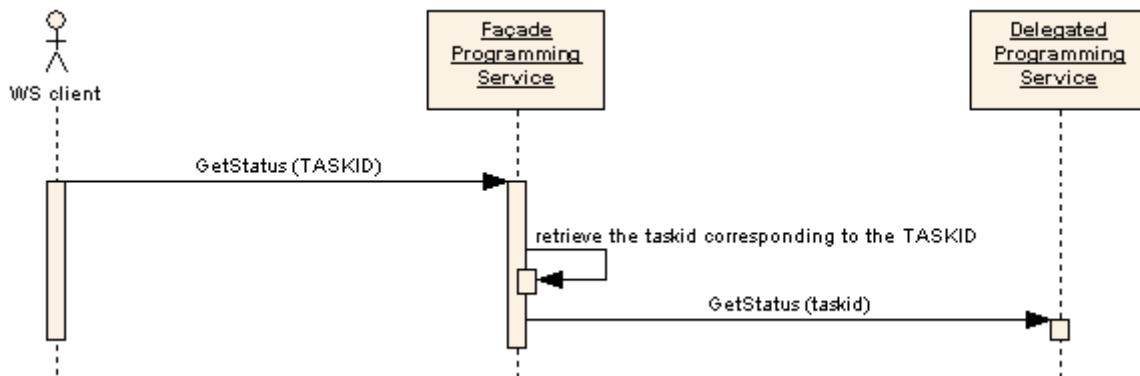 Façade
Programming
Service
Delegated
Programming
Service
WS client
GetStatus (TASKID)
retrieve the taskid corresponding to the TASKID
GetStatus (taskid)